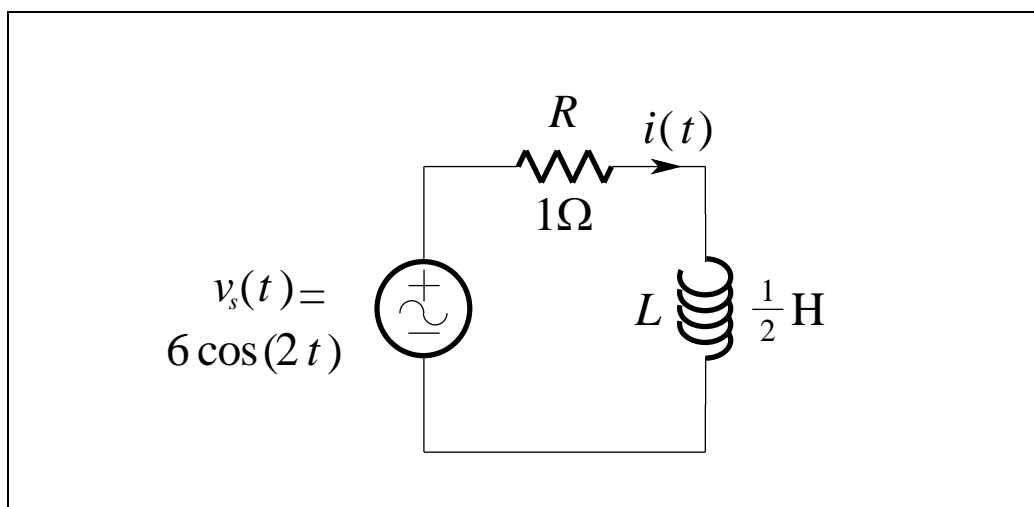 R
i(t)
1Ω
v_s(t)=
6 cos(2 t)
+
−
L
1/2 H